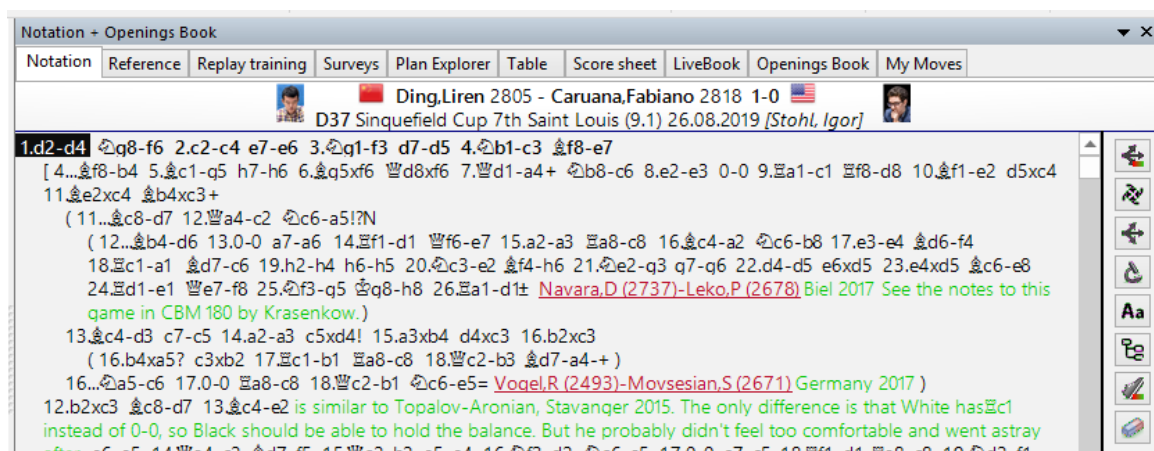 Notation + Openings Book
Notation Reference Replay training Surveys Plan Explorer Table Score sheet LiveBook Openings Book My Moves
Ding,Liren 2805 - Caruana,Fabiano 2818 1-0
D37 Sinquefield Cup 7th Saint Louis (9.1) 26.08.2019 [Stohl, Igor]
1.d2-d4 ♘g8-f6 2.c2-c4 e7-e6 3.♘g1-f3 d7-d5 4.♘b1-c3 ♗f8-e7
[ 4...♗f8-b4 5.♗c1-g5 h7-h6 6.♗g5xf6 ♕d8xf6 7.♕d1-a4+ ♘b8-c6 8.e2-e3 0-0 9.♖a1-c1 ♖f8-d8 10.♗f1-e2 d5xc4
11.♗e2xc4 ♗b4xc3+
( 11...♗c8-d7 12.♕a4-c2 ♘c6-a5!?N
( 12...♗b4-d6 13.0-0 a7-a6 14.♖f1-d1 ♕f6-e7 15.a2-a3 ♖a8-c8 16.♗c4-a2 ♘c6-b8 17.e3-e4 ♗d6-f4
18.♖c1-a1 ♗d7-c6 19.h2-h4 h6-h5 20.♘c3-e2 ♗f4-h6 21.♘e2-g3 g7-g6 22.d4-d5 e6xd5 23.e4xd5 ♗c6-e8
24.♖d1-e1 ♕e7-f8 25.♘f3-g5 ♔g8-h8 26.♖a1-d1± Navara,D (2737)-Leko,P (2678) Biel 2017 See the notes to this
game in CBM 180 by Krasenkow. )
13.♗c4-d3 c7-c5 14.a2-a3 c5xd4! 15.a3xb4 d4xc3 16.b2xc3
( 16.b4xa5? c3xb2 17.♖c1-b1 ♖a8-c8 18.♕c2-b3 ♗d7-a4-+ )
16...♘a5-c6 17.0-0 ♖a8-c8 18.♕c2-b1 ♘c6-e5= Vogel,R (2493)-Movsesian,S (2671) Germany 2017 )
12.b2xc3 ♗c8-d7 13.♗c4-e2 is similar to Topalov-Aronian, Stavanger 2015. The only difference is that White has♖c1
instead of 0-0, so Black should be able to hold the balance. But he probably didn't feel too comfortable and went astray
Aa